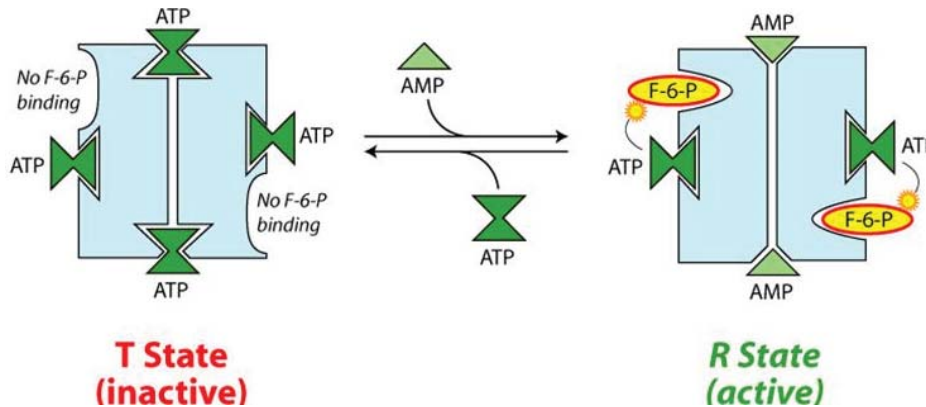 ATP
No F-6-P
binding
ATP
ATP
No F-6-P
binding
ATP
AMP
ATP
AMP
F-6-P
ATP
ATP
F-6-P
AMP
T State
(inactive)
R State
(active)